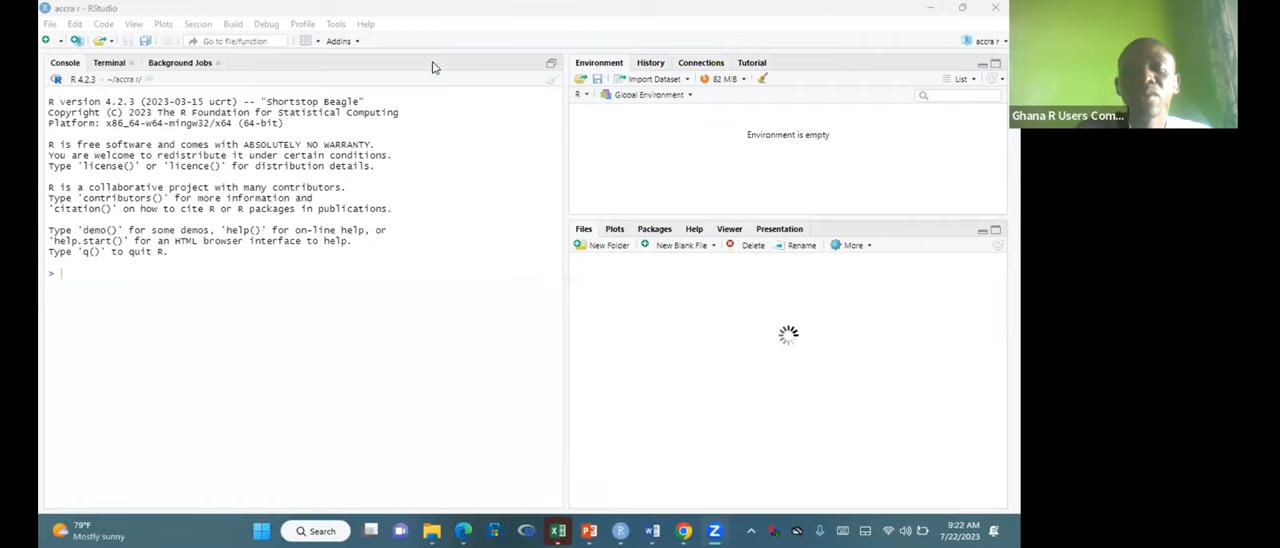 accra r - RStudio
File Edit Code View Plots Session Build Debug Profile Tools Help
Go to file/function Addins accra r
Console Terminal Background Jobs
R 4.2.3 · ~/accra r/
R version 4.2.3 (2023-03-15 ucrt) -- "Shortstop Beagle"
Copyright (C) 2023 The R Foundation for Statistical Computing
Platform: x86_64-w64-mingw32/x64 (64-bit)
R is free software and comes with ABSOLUTELY NO WARRANTY.
You are welcome to redistribute it under certain conditions.
Type 'license()' or 'licence()' for distribution details.
R is a collaborative project with many contributors.
Type 'contributors()' for more information and
'citation()' on how to cite R or R packages in publications.
Type 'demo()' for some demos, 'help()' for on-line help, or
'help.start()' for an HTML browser interface to help.
Type 'q()' to quit R.
>
Environment History Connections Tutorial
Import Dataset 82 MiB List
R Global Environment
Environment is empty
Files Plots Packages Help Viewer Presentation
New Folder New Blank File Delete Rename More
Ghana R Users Com...
79°F
Mostly sunny
Search
9:22 AM
7/22/2023